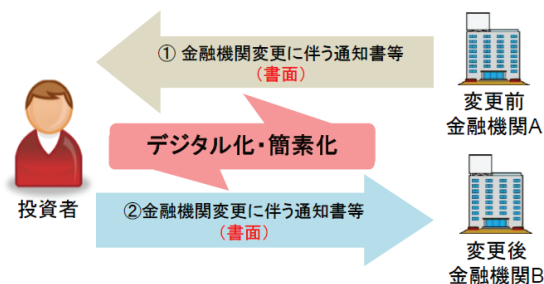 ① 金融機関変更に伴う通知書等
(書面)
変更前
金融機関A
デジタル化・簡素化
投資者
②金融機関変更に伴う通知書等
(書面)
変更後
金融機関B